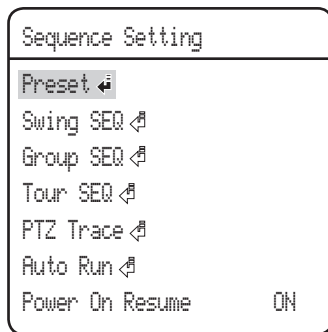 Sequence Setting
Preset ↲
Swing SEQ ↲
Group SEQ ↲
Tour SEQ ↲
PTZ Trace ↲
Auto Run ↲
Power On Resume ON